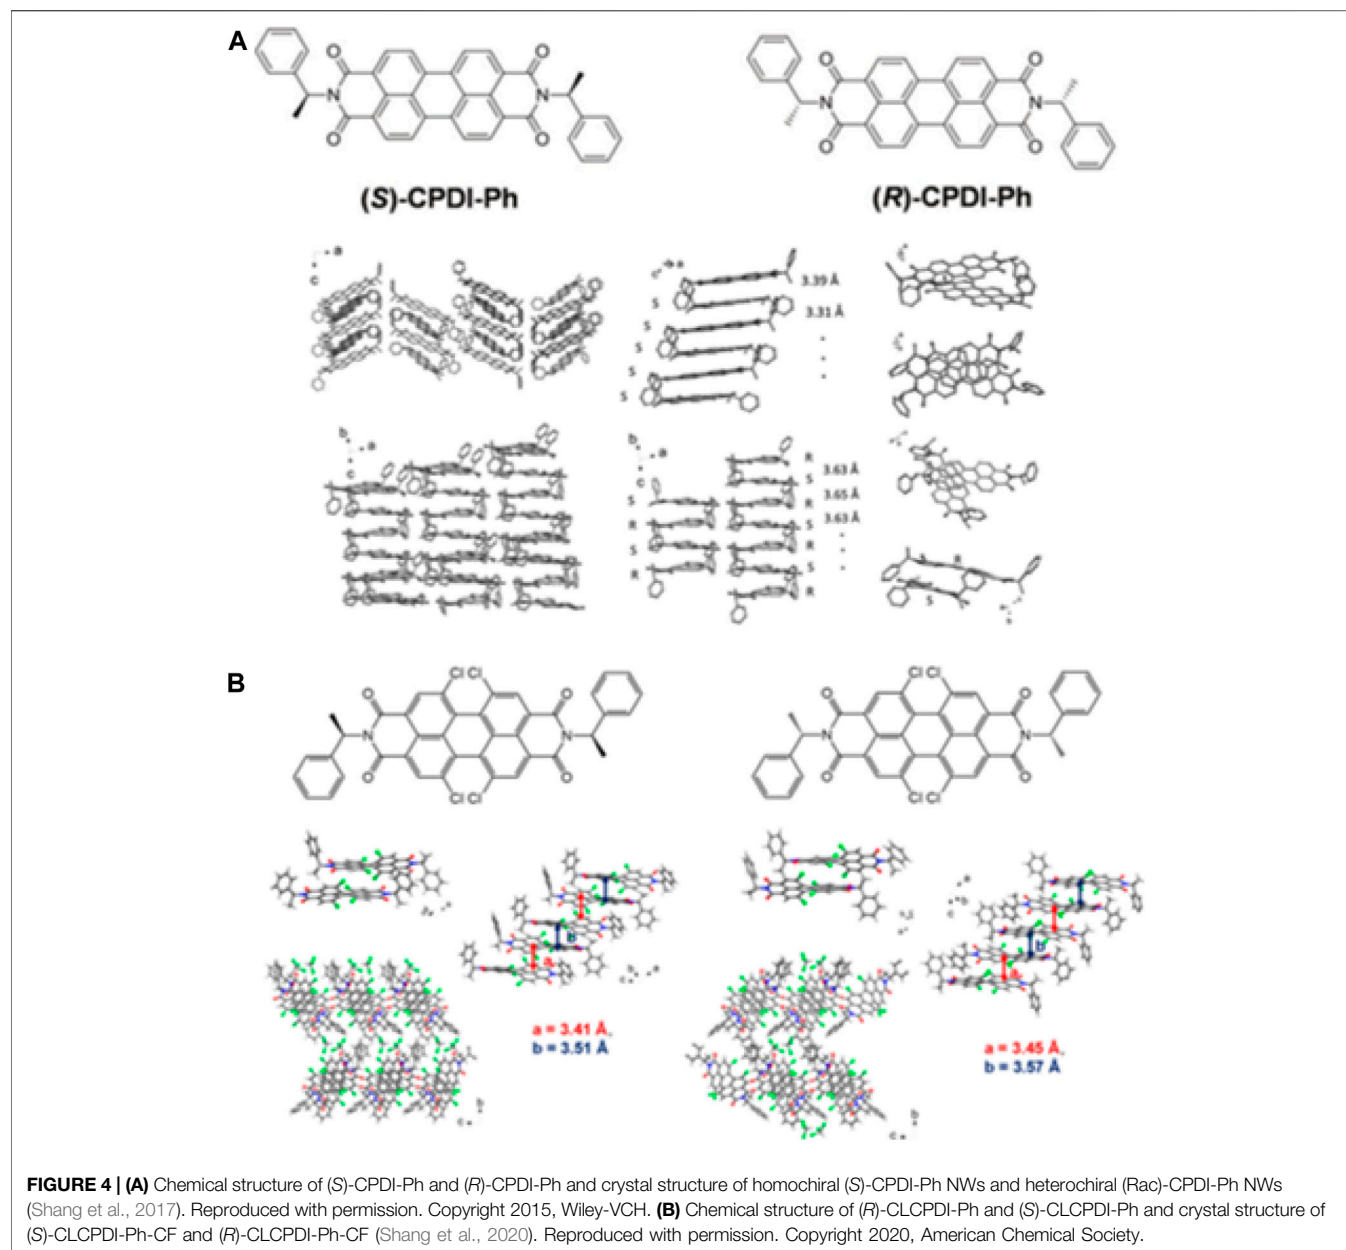 A
O O
N N
O O
(S)-CPDI-Ph
O O
N N
O O
(R)-CPDI-Ph
a
c
c a
3.39 Å
S
3.31 Å
S
S
S
S
c
b
a
c
b
a
c
R
3.63 Å
S
S
3.65 Å
R
R
3.63 Å
S
S
R
R
S
S
R
R
R
S
B
Cl Cl
O O
N N
O O
Cl Cl
Cl Cl
O O
N N
O O
Cl Cl
b
a
a = 3.41 Å,
b = 3.51 Å
c
b
b
a
a = 3.45 Å,
b = 3.57 Å
c
b
FIGURE 4 | (A) Chemical structure of (S)-CPDI-Ph and (R)-CPDI-Ph and crystal structure of homochiral (S)-CPDI-Ph NWs and heterochiral (Rac)-CPDI-Ph NWs
(Shang et al., 2017). Reproduced with permission. Copyright 2015, Wiley-VCH. (B) Chemical structure of (R)-CLCPDI-Ph and (S)-CLCPDI-Ph and crystal structure of
(S)-CLCPDI-Ph-CF and (R)-CLCPDI-Ph-CF (Shang et al., 2020). Reproduced with permission. Copyright 2020, American Chemical Society.